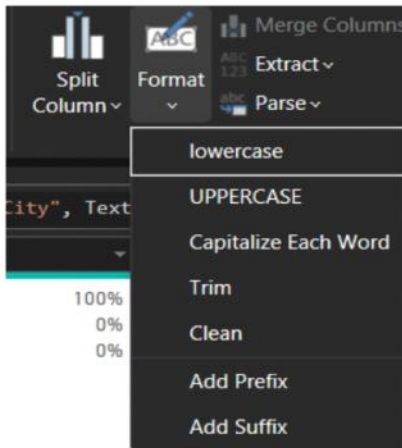 Split
Column
Format
ABC
Merge Columns
ABC
123
Extract
abc
Parse
lowercase
UPPERCASE
Capitalize Each Word
Trim
Clean
Add Prefix
Add Suffix
City", Text
100%
0%
0%